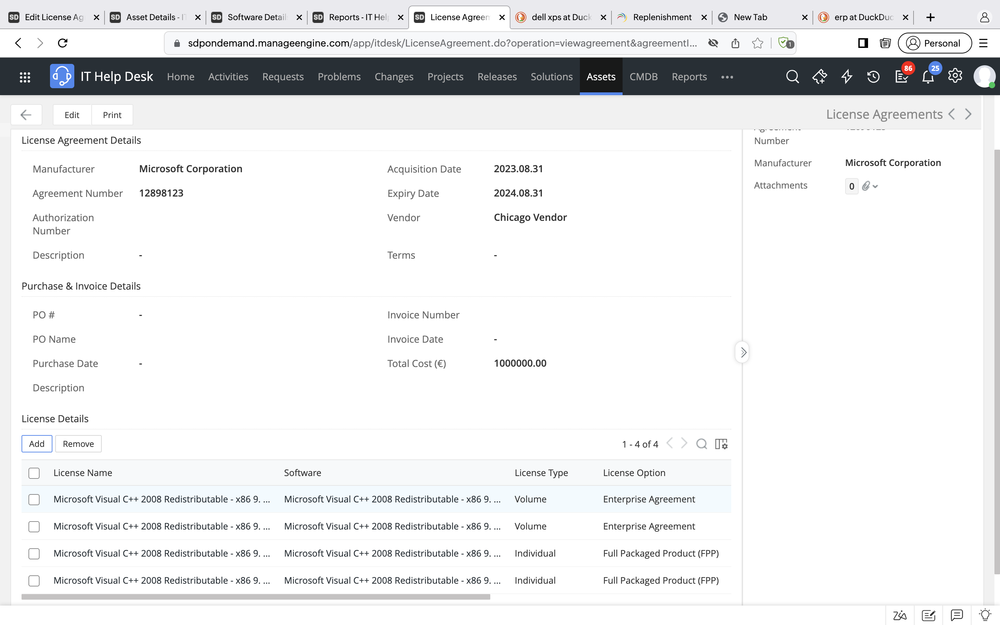 Edit License Ag
Asset Details - IT
Software Detail
Reports - IT Hel
License Agreem
dell xps at Duck
Replenishment
New Tab
erp at DuckDuc
sdpondemand.manageengine.com/app/itdesk/LicenseAgreement.do?operation=viewagreement&agreementI...
1
Personal
IT Help Desk
Home
Activities
Requests
Problems
Changes
Projects
Releases
Solutions
Assets
CMDB
Reports
86
25
Edit
Print
License Agreements
License Agreement Details
Manufacturer Microsoft Corporation
Acquisition Date 2023.08.31
Agreement Number 12898123
Expiry Date 2024.08.31
Authorization
Number
Vendor Chicago Vendor
Description -
Terms -
Purchase & Invoice Details
PO # -
Invoice Number
PO Name
Invoice Date -
Purchase Date -
Total Cost (€) 1000000.00
Description
License Details
Add
Remove
1 - 4 of 4
License Name Software License Type License Option
Microsoft Visual C++ 2008 Redistributable - x86 9. ... Microsoft Visual C++ 2008 Redistributable - x86 9. ... Volume Enterprise Agreement
Microsoft Visual C++ 2008 Redistributable - x86 9. ... Microsoft Visual C++ 2008 Redistributable - x86 9. ... Volume Enterprise Agreement
Microsoft Visual C++ 2008 Redistributable - x86 9. ... Microsoft Visual C++ 2008 Redistributable - x86 9. ... Individual Full Packaged Product (FPP)
Microsoft Visual C++ 2008 Redistributable - x86 9. ... Microsoft Visual C++ 2008 Redistributable - x86 9. ... Individual Full Packaged Product (FPP)
Number
Manufacturer Microsoft Corporation
Attachments 0